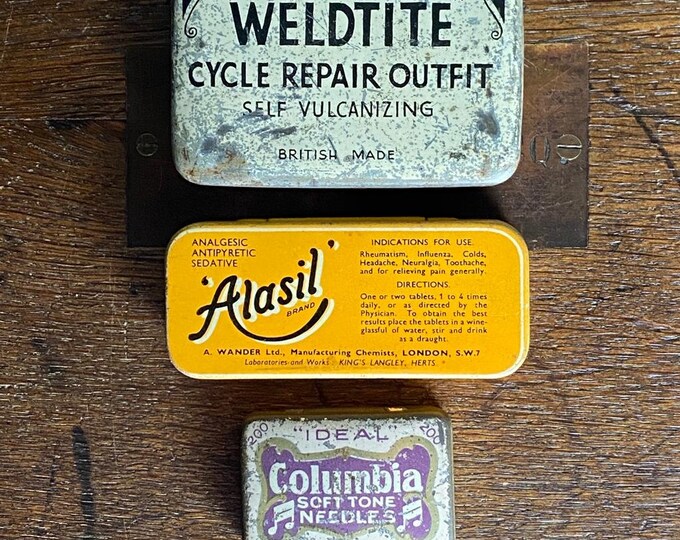 WELDTITE
CYCLE REPAIR OUTFIT
SELF VULCANIZING
BRITISH MADE
ANALGESIC
ANTIPYRETIC
SEDATIVE
'Alasil'
BRAND
INDICATIONS FOR USE.
Rheumatism, Influenza, Colds,
Headache, Neuralgia, Toothache,
and for relieving pain generally.
DIRECTIONS.
One or two tablets, 1 to 4 times
daily, or as directed by the
Physician. To obtain the best
results place the tablets in a wine-
glassful of water, stir and drink
as a draught.
A. WANDER Ltd., Manufacturing Chemists, LONDON, S.W.7
Laboratories and Works: KING'S LANGLEY, HERTS.
200 "IDEAL" 200
Columbia
SOFT TONE
NEEDLES